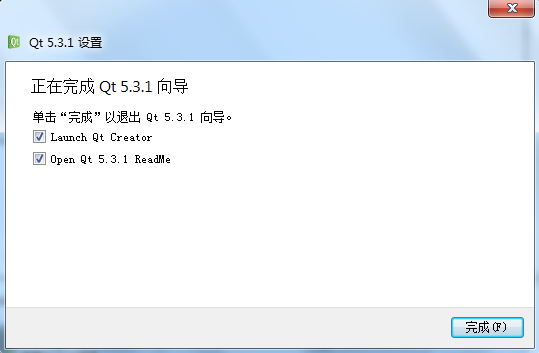 Qt 5.3.1 设置
正在完成 Qt 5.3.1 向导
单击“完成”以退出 Qt 5.3.1 向导。
Launch Qt Creator
Open Qt 5.3.1 ReadMe
完成(F)